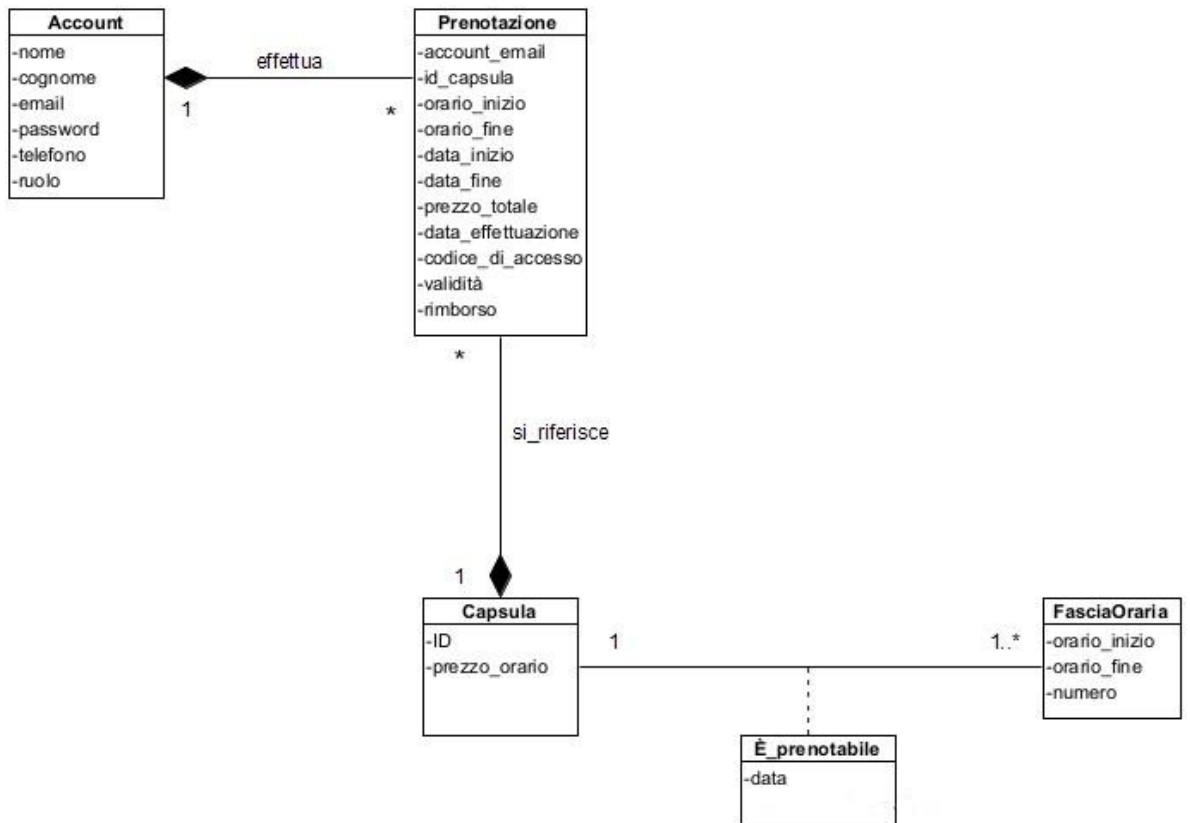 Account
-nome
-cognome
-email
-password
-telefono
-ruolo
effettua
1
*
Prenotazione
-account_email
-id_capsula
-orario_inizio
-orario_fine
-data_inizio
-data_fine
-prezzo_totale
-data_effettuazione
-codice_di_accesso
-validità
-rimborso
*
si_riferisce
1
Capsula
-ID
-prezzo_orario
1
1..*
FasciaOraria
-orario_inizio
-orario_fine
-numero
È_prenotabile
-data